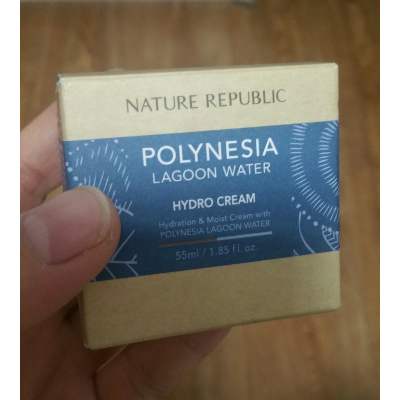 NATURE REPUBLIC
POLYNESIA
LAGOON WATER
HYDRO CREAM
Hydration & Moist Cream with
POLYNESIA LAGOON WATER
55ml / 1.85 fl. oz.